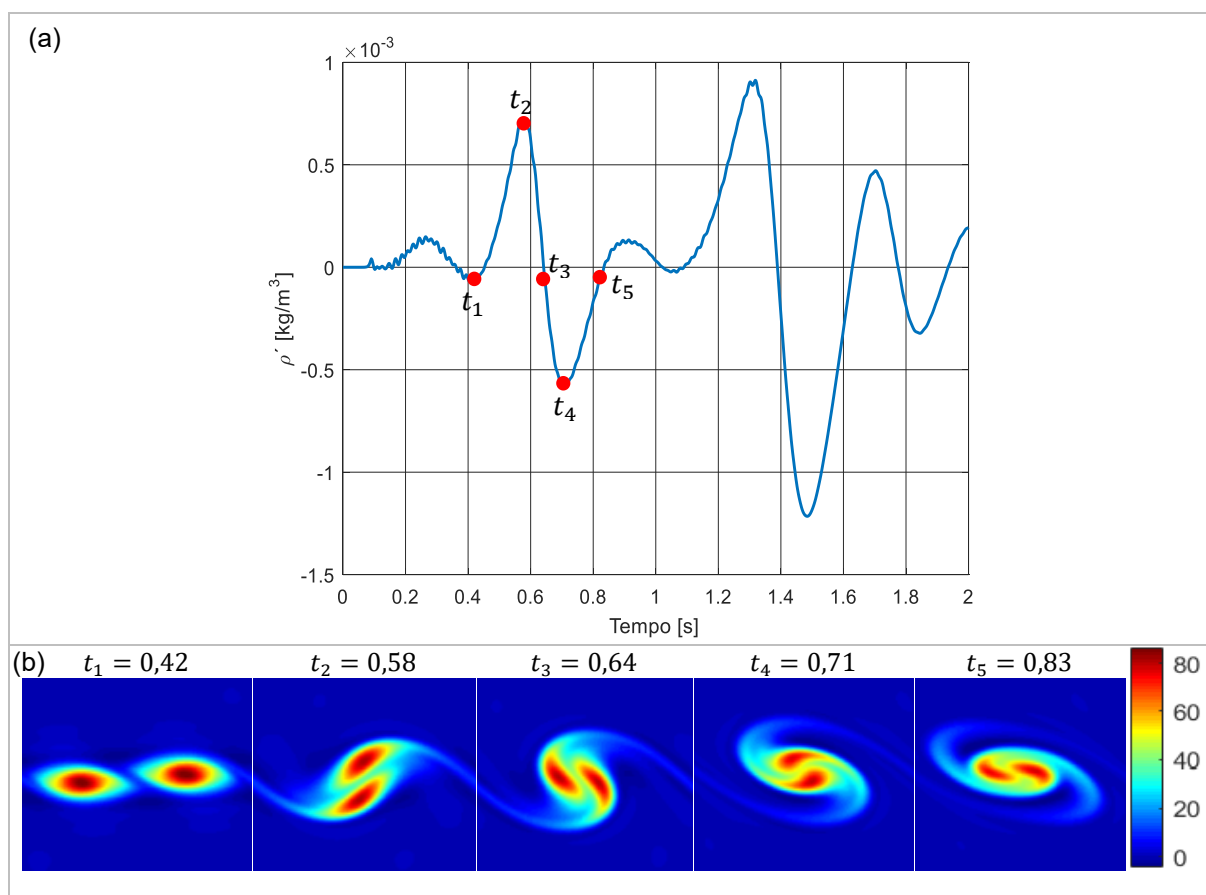 (a)
×10⁻³
1
0.5
0
-0.5
-1
-1.5
ρ´ [kg/m³]
t₂
t₁
t₃
t₅
t₄
0 0.2 0.4 0.6 0.8 1 1.2 1.4 1.6 1.8 2
Tempo [s]
(b)
t₁ = 0,42 t₂ = 0,58 t₃ = 0,64 t₄ = 0,71 t₅ = 0,83
80
60
40
20
0